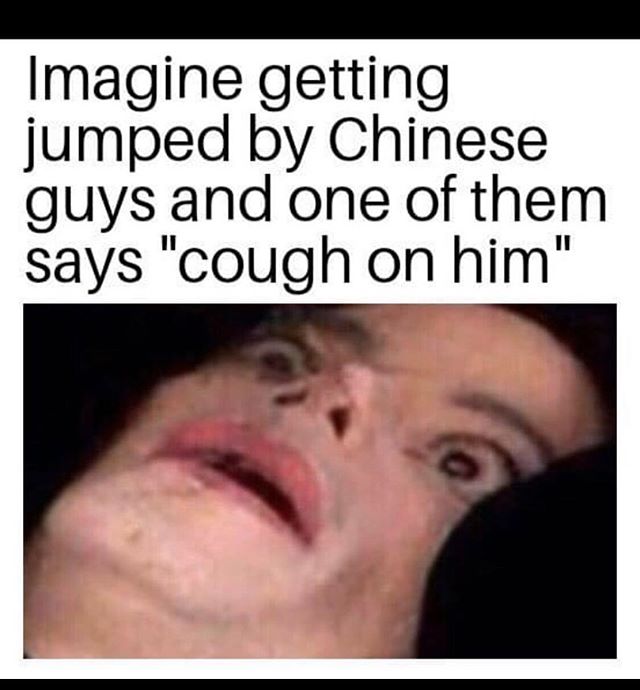 Imagine getting
jumped by Chinese
guys and one of them
says "cough on him"